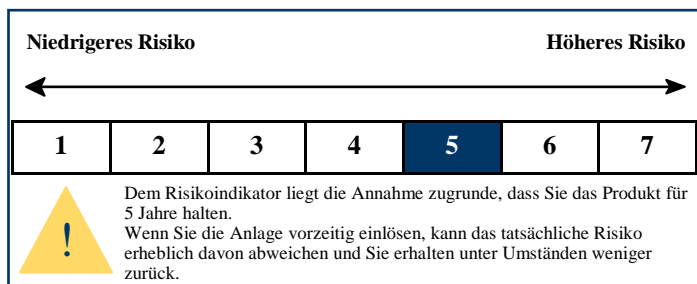 Niedrigeres Risiko Höheres Risiko
1 2 3 4 5 6 7
!
Dem Risikoindikator liegt die Annahme zugrunde, dass Sie das Produkt für
5 Jahre halten.
Wenn Sie die Anlage vorzeitig einlösen, kann das tatsächliche Risiko
erheblich davon abweichen und Sie erhalten unter Umständen weniger
zurück.